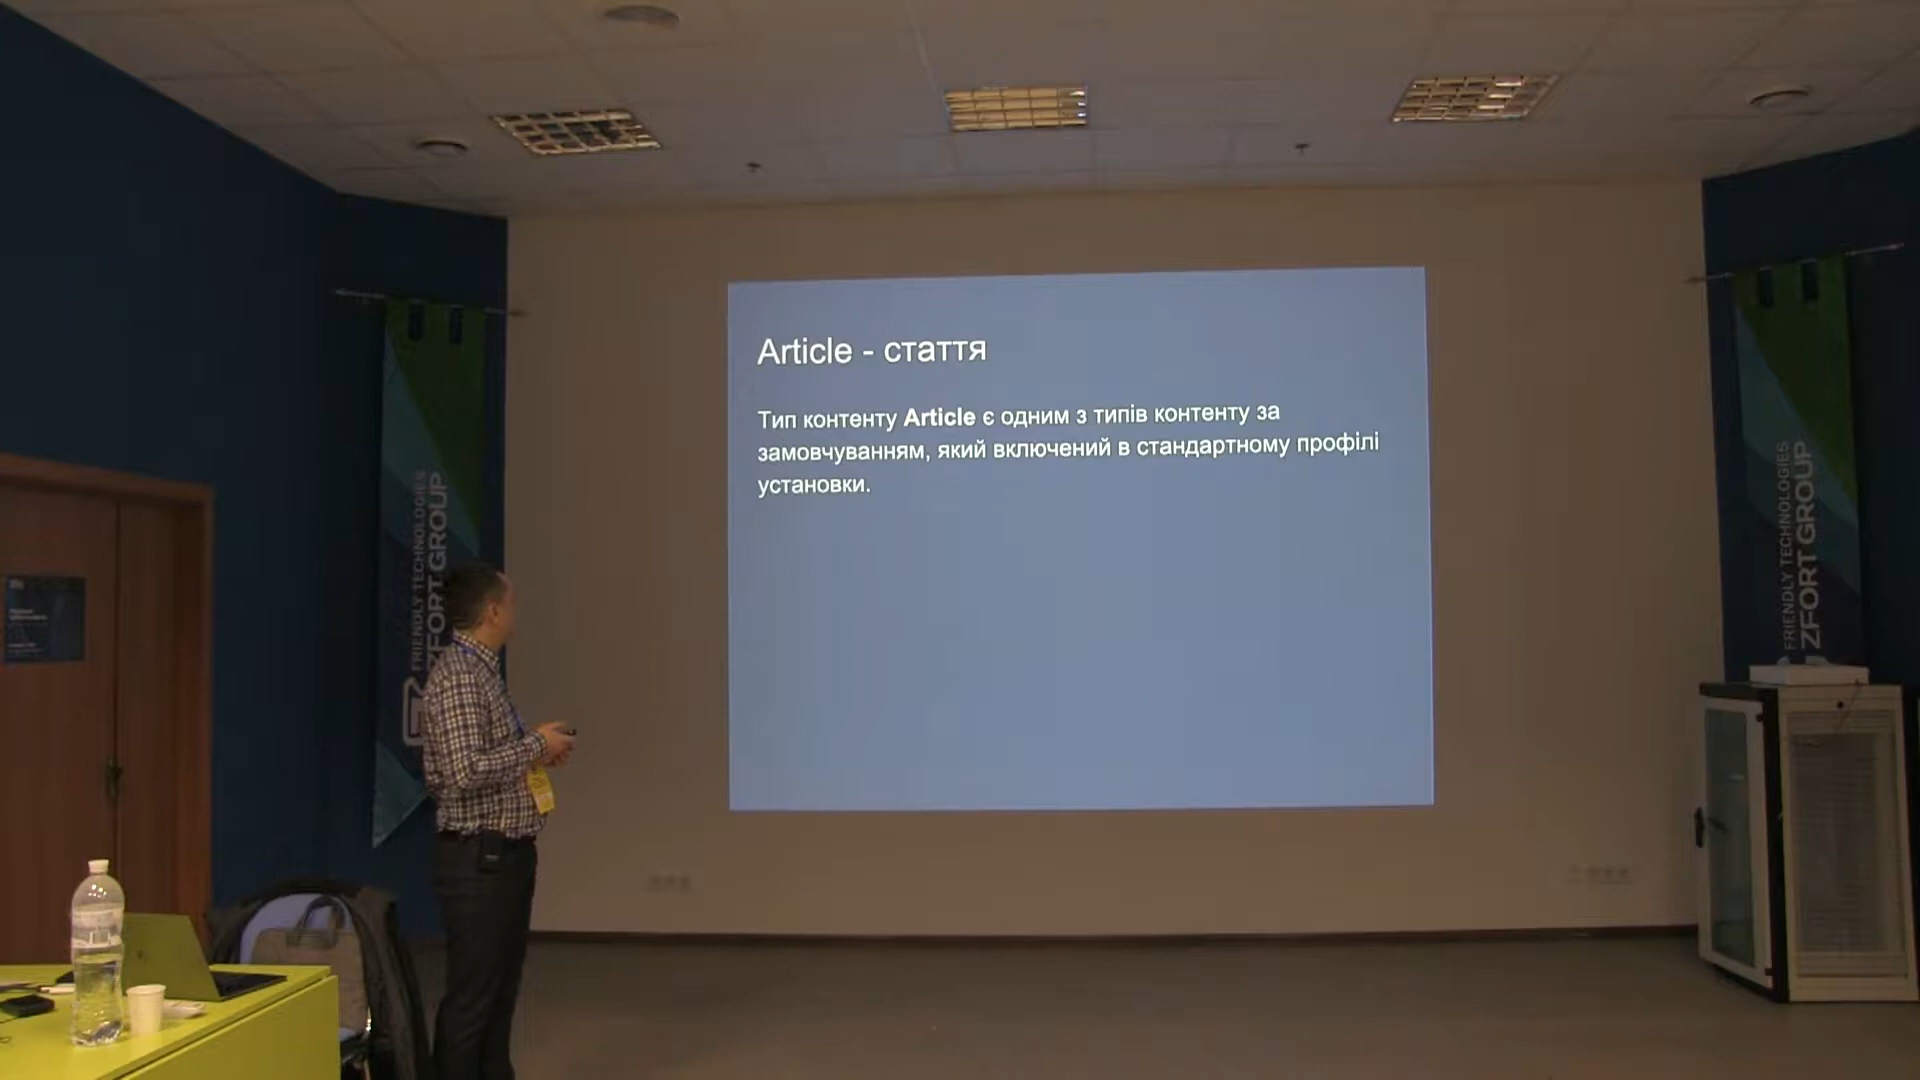 Article - стаття
Тип контенту Article є одним з типів контенту за
замовчуванням, який включений в стандартному профілі
установки.
FRIENDLY TECHNOLOGIES
ZFORT GROUP
FRIENDLY TECHNOLOGIES
ZFORT GROUP